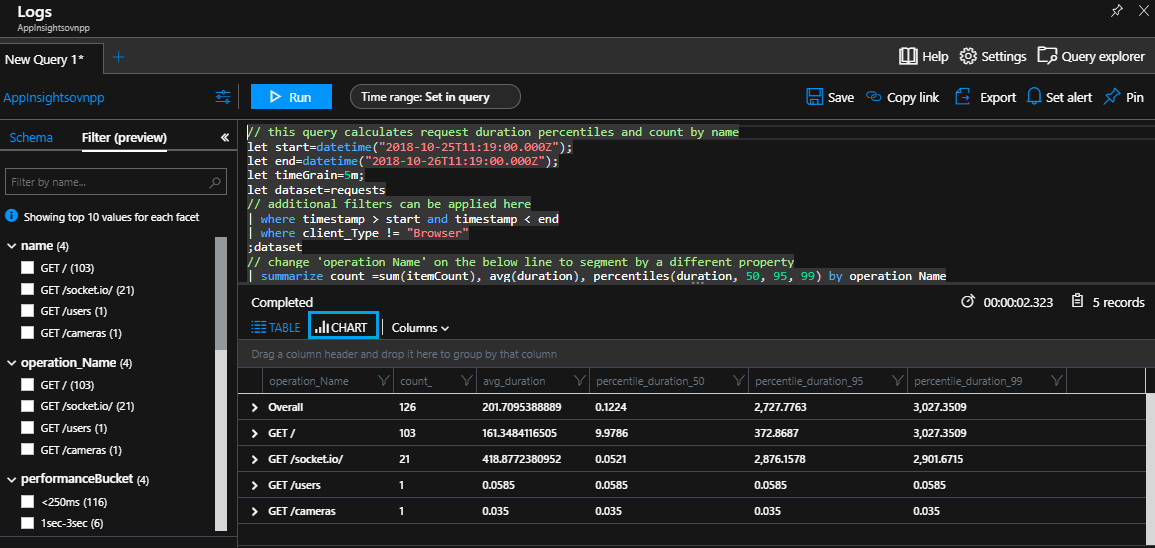 Logs
AppInsightsovnpp
New Query 1*
Help Settings Query explorer
AppInsightsovnpp
Run
Time range: Set in query
Save Copy link Export Set alert Pin
Schema Filter (preview)
Filter by name...
Showing top 10 values for each facet
name (4)
GET / (103)
GET /socket.io/ (21)
GET /users (1)
GET /cameras (1)
operation_Name (4)
GET / (103)
GET /socket.io/ (21)
GET /users (1)
GET /cameras (1)
performanceBucket (4)
<250ms (116)
1sec-3sec (6)
// this query calculates request duration percentiles and count by name
let start=datetime("2018-10-25T11:19:00.000Z");
let end=datetime("2018-10-26T11:19:00.000Z");
let timeGrain=5m;
let dataset=requests
// additional filters can be applied here
| where timestamp > start and timestamp < end
| where client_Type != "Browser"
;dataset
// change 'operation Name' on the below line to segment by a different property
| summarize count =sum(itemCount), avg(duration), percentiles(duration, 50, 95, 99) by operation Name
Completed 00:00:02.323 5 records
TABLE CHART Columns
Drag a column header and drop it here to group by that column
operation_Name count_ avg_duration percentile_duration_50 percentile_duration_95 percentile_duration_99
Overall 126 201.7095388889 0.1224 2,727.7763 3,027.3509
GET / 103 161.3484116505 9.9786 372.8687 3,027.3509
GET /socket.io/ 21 418.8772380952 0.0521 2,876.1578 2,901.6715
GET /users 1 0.0585 0.0585 0.0585 0.0585
GET /cameras 1 0.035 0.035 0.035 0.035